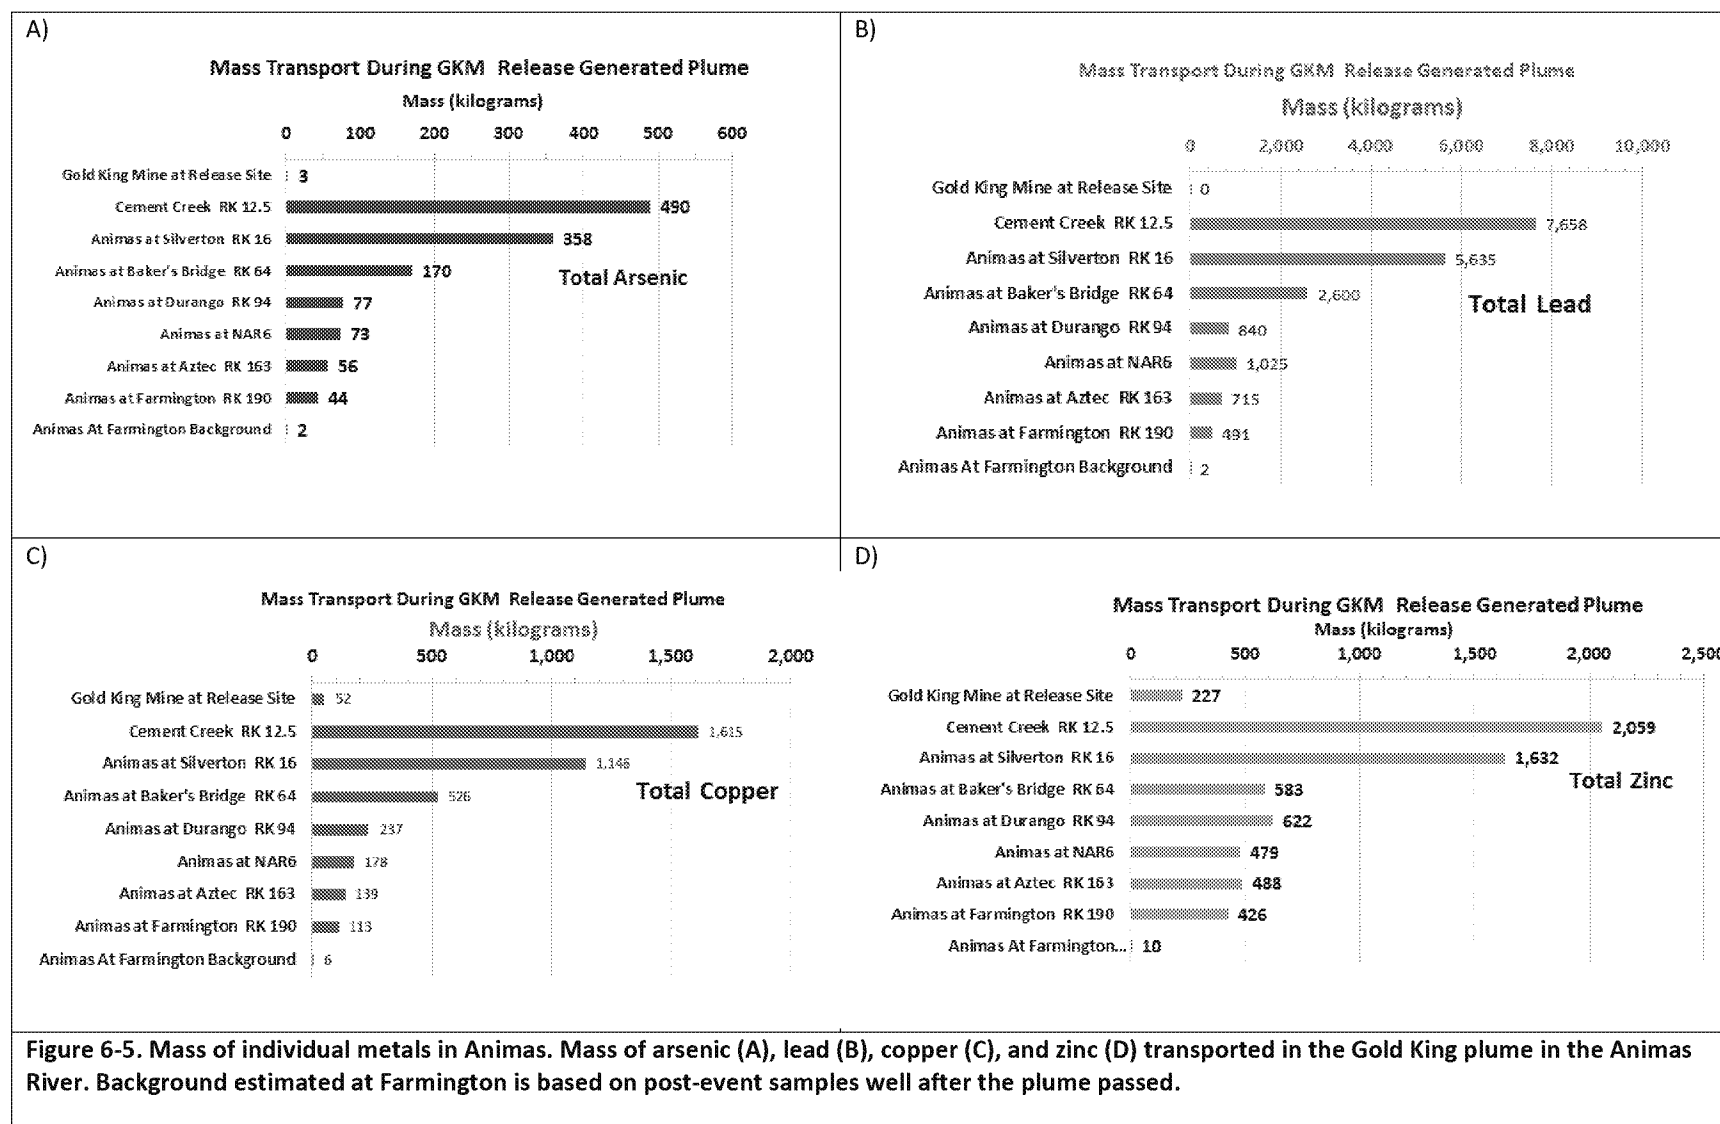 A)
Mass Transport During GKM Release Generated Plume
Mass (kilograms)
0 100 200 300 400 500 600
Gold King Mine at Release Site 3
Cement Creek RK 12.5 490
Animas at Silverton RK 16 358
Animas at Baker's Bridge RK 64 170
Total Arsenic
Animas at Durango RK 94 77
Animas at NAR6 73
Animas at Aztec RK 163 56
Animas at Farmington RK 190 44
Animas At Farmington Background 2
B)
Mass Transport During GKM Release Generated Plume
Mass (kilograms)
0 2,000 4,000 6,000 8,000 10,000
Gold King Mine at Release Site 0
Cement Creek RK 12.5 7,658
Animas at Silverton RK 16 5,635
Animas at Baker's Bridge RK 64 2,600
Total Lead
Animas at Durango RK 94 840
Animas at NAR6 1,025
Animas at Aztec RK 163 715
Animas at Farmington RK 190 491
Animas At Farmington Background 2
C)
Mass Transport During GKM Release Generated Plume
Mass (kilograms)
0 500 1,000 1,500 2,000
Gold King Mine at Release Site 52
Cement Creek RK 12.5 1,615
Animas at Silverton RK 16 1,146
Animas at Baker's Bridge RK 64 526
Total Copper
Animas at Durango RK 94 237
Animas at NAR6 178
Animas at Aztec RK 163 139
Animas at Farmington RK 190 113
Animas At Farmington Background 6
D)
Mass Transport During GKM Release Generated Plume
Mass (kilograms)
0 500 1,000 1,500 2,000 2,500
Gold King Mine at Release Site 227
Cement Creek RK 12.5 2,059
Animas at Silverton RK 16 1,632
Total Zinc
Animas at Baker's Bridge RK 64 583
Animas at Durango RK 94 622
Animas at NAR6 479
Animas at Aztec RK 163 488
Animas at Farmington RK 190 426
Animas At Farmington... 10
Figure 6-5. Mass of individual metals in Animas. Mass of arsenic (A), lead (B), copper (C), and zinc (D) transported in the Gold King plume in the Animas
River. Background estimated at Farmington is based on post-event samples well after the plume passed.